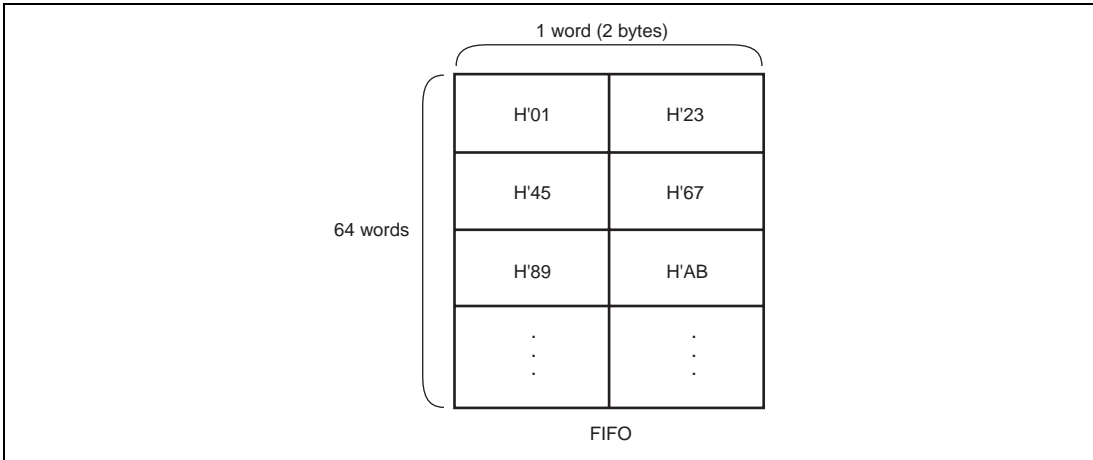 1 word (2 bytes)
H'01 H'23
H'45 H'67
64 words
H'89 H'AB
. .
. .
. .
FIFO